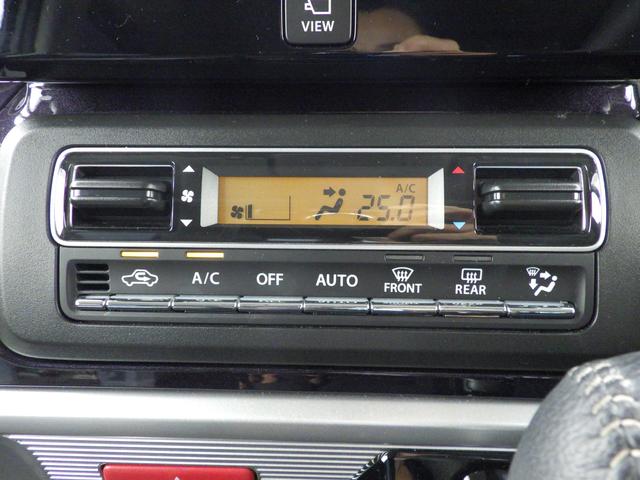 VIEW
A/C
25.0
A/C
OFF
AUTO
FRONT
REAR